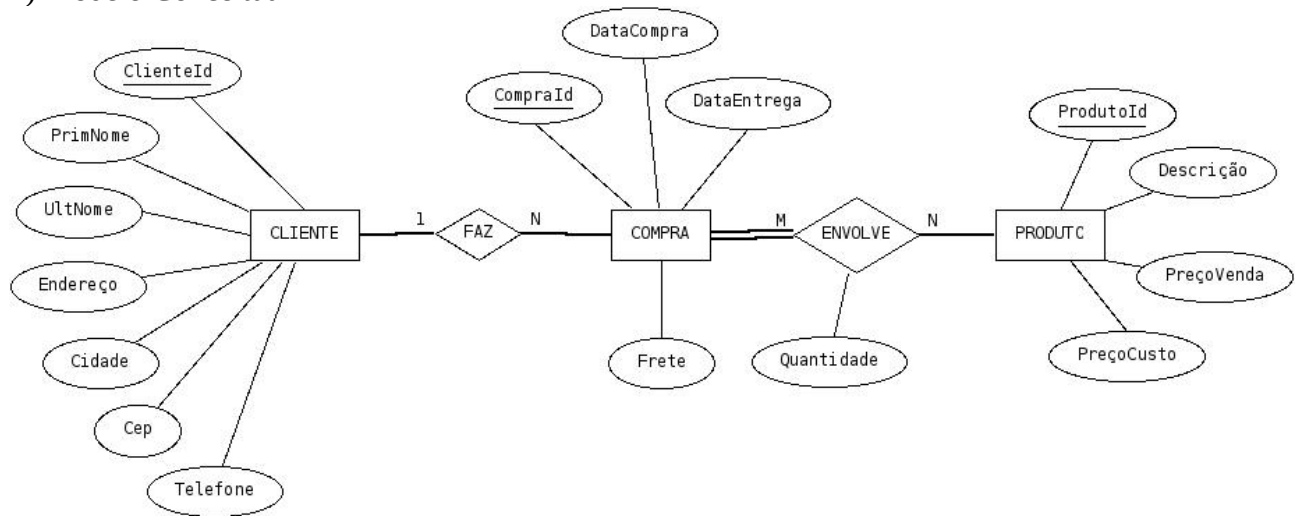 DataCompra
ClienteId
CompraId
DataEntrega
ProdutoId
PrimNome
Descrição
UltNome
CLIENTE
1
FAZ
N
COMPRA
M
ENVOLVE
N
PRODUTO
Endereço
PreçoVenda
Cidade
Frete
Quantidade
PreçoCusto
Cep
Telefone